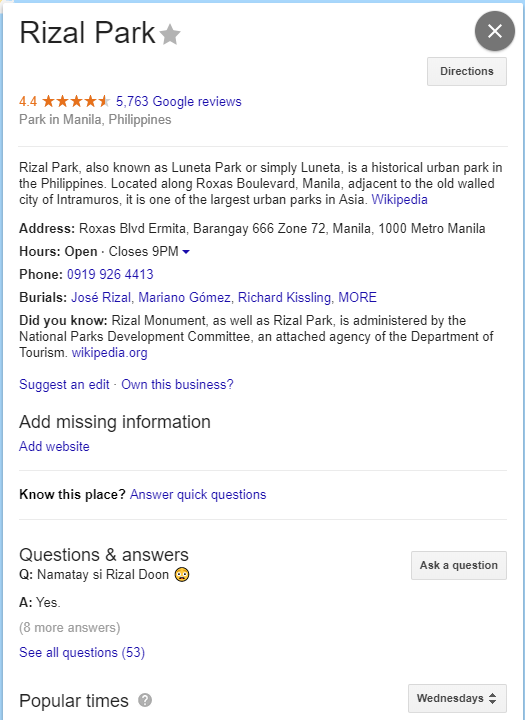 Rizal Park
Directions
4.4 5,763 Google reviews
Park in Manila, Philippines
Rizal Park, also known as Luneta Park or simply Luneta, is a historical urban park in
the Philippines. Located along Roxas Boulevard, Manila, adjacent to the old walled
city of Intramuros, it is one of the largest urban parks in Asia. Wikipedia
Address: Roxas Blvd Ermita, Barangay 666 Zone 72, Manila, 1000 Metro Manila
Hours: Open · Closes 9PM
Phone: 0919 926 4413
Burials: José Rizal, Mariano Gómez, Richard Kissling, MORE
Did you know: Rizal Monument, as well as Rizal Park, is administered by the
National Parks Development Committee, an attached agency of the Department of
Tourism. wikipedia.org
Suggest an edit · Own this business?
Add missing information
Add website
Know this place? Answer quick questions
Questions & answers
Ask a question
Q: Namatay si Rizal Doon 😥
A: Yes.
(8 more answers)
See all questions (53)
Popular times ?
Wednesdays